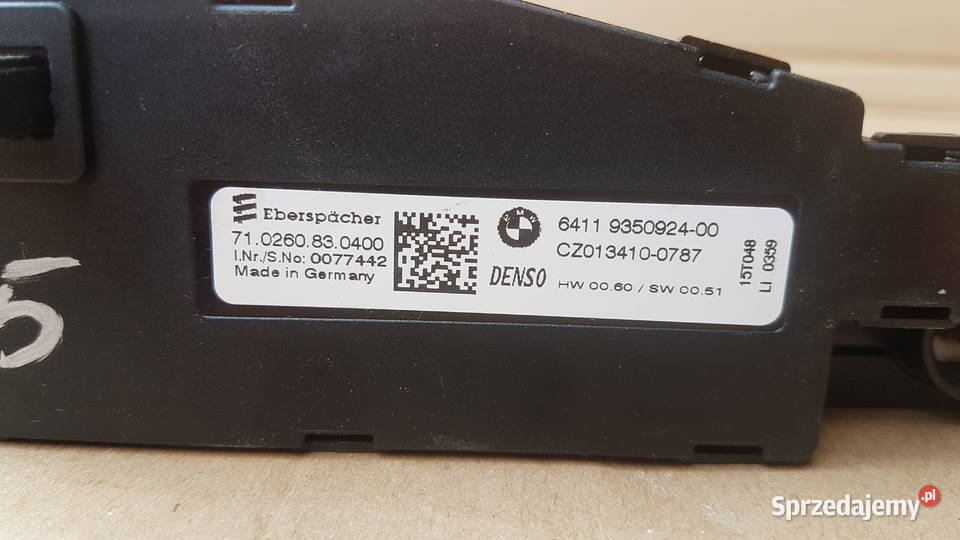 Eberspächer
71.0260.83.0400
I.Nr./S.No: 0077442
Made in Germany
BMW
DENSO
6411 9350924-00
CZ013410-0787
HW 00.60 / SW 00.51
15T048
LI 0359
Sprzedajemy.pl